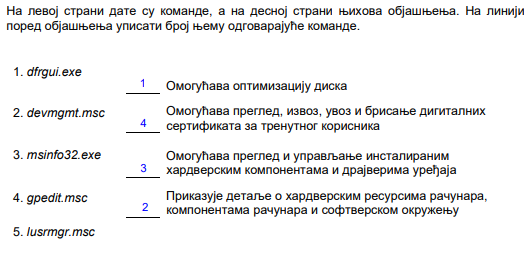 На левој страни дате су команде, а на десној страни њихова објашњења. На линији
поред објашњења уписати број њему одговарајуће команде.
1. dfrgui.exe
1 Омогућава оптимизацију диска
2. devmgmt.msc
4 Омогућава преглед, извоз, увоз и брисање дигиталних
сертификата за тренутног корисника
3. msinfo32.exe
3 Омогућава преглед и управљање инсталираним
хардверским компонентама и драјверима уређаја
4. gpedit.msc
2 Приказује детаље о хардверским ресурсима рачунара,
компонентама рачунара и софтверском окружењу
5. lusrmgr.msc